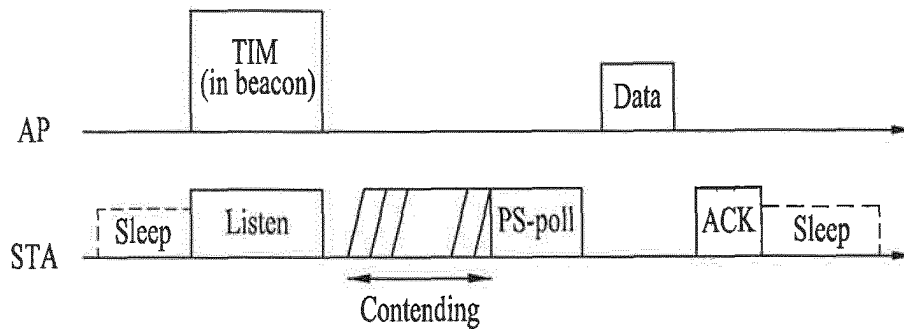 TIM
(in beacon)
Data
AP
Sleep
Listen
PS-poll
ACK
Sleep
STA
Contending